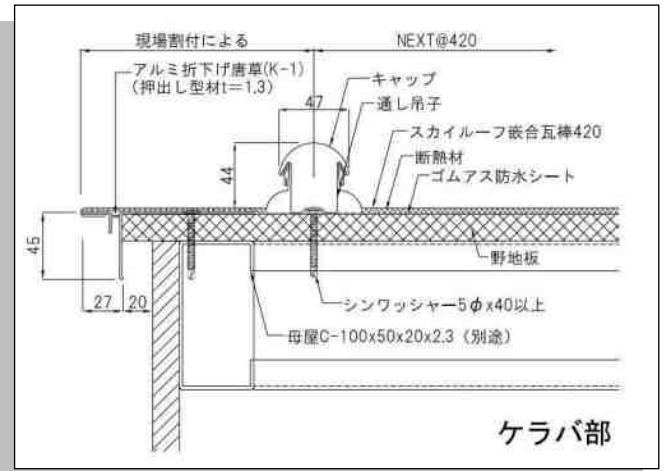 現場割付による
NEXT@420
アルミ折下げ唐草(K-1)
(押出し型材t=1.3)
キャップ
47
通し吊子
スカイルーフ嵌合瓦棒420
断熱材
ゴムアス防水シート
44
45
野地板
27
20
シンワッシャー5φx40以上
母屋C-100x50x20x2.3（別途）
ケラバ部